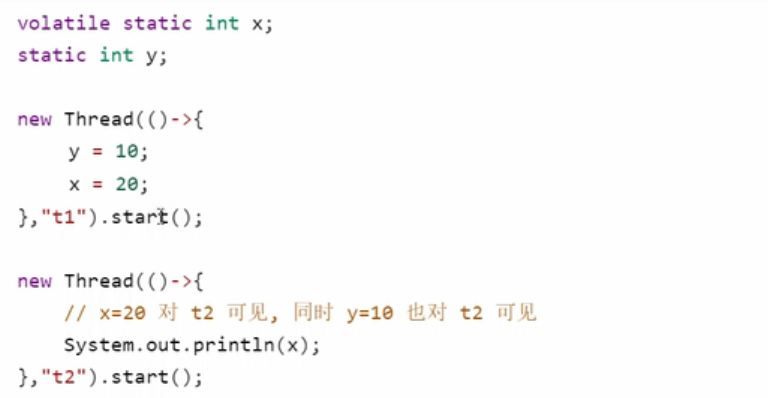 volatile static int x;
static int y;
new Thread(()->{
y = 10;
x = 20;
},"t1").start();
new Thread(()->{
// x=20 对 t2 可见, 同时 y=10 也对 t2 可见
System.out.println(x);
},"t2").start();